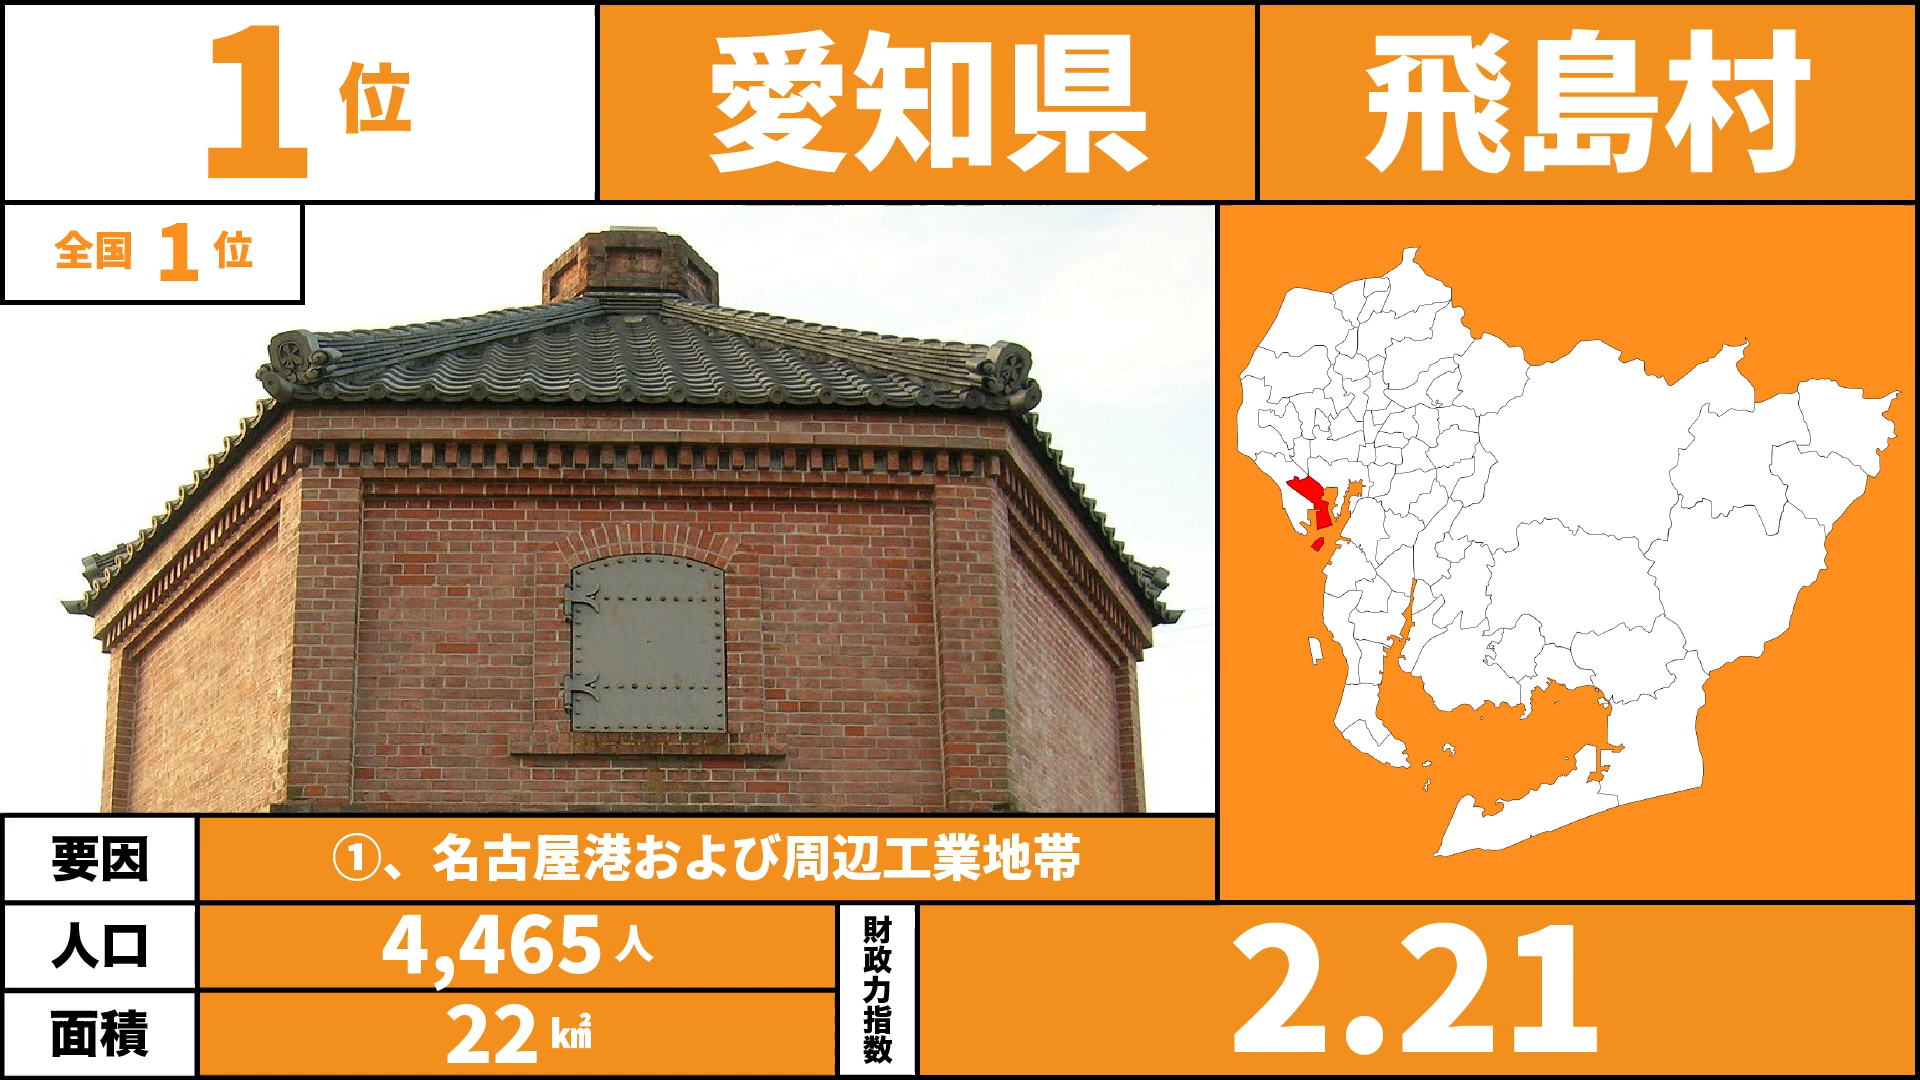 1位
愛知県
飛島村
全国 1位
要因
①、名古屋港および周辺工業地帯
人口
4,465人
財政力指数
2.21
面積
22㎢